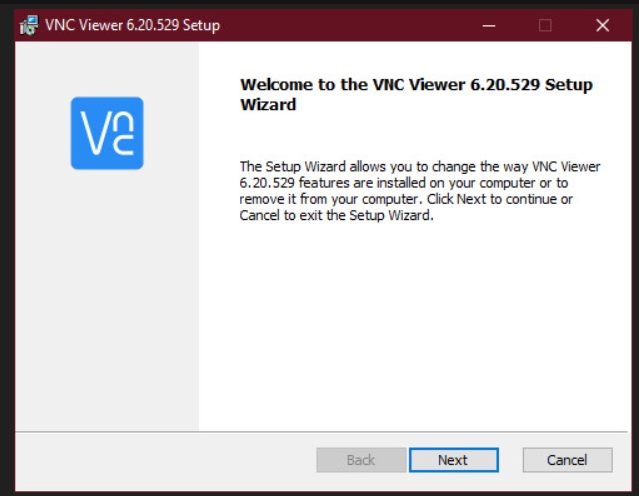 VNC Viewer 6.20.529 Setup
Welcome to the VNC Viewer 6.20.529 Setup
Wizard
Vnc
The Setup Wizard allows you to change the way VNC Viewer
6.20.529 features are installed on your computer or to
remove it from your computer. Click Next to continue or
Cancel to exit the Setup Wizard.
Back
Next
Cancel